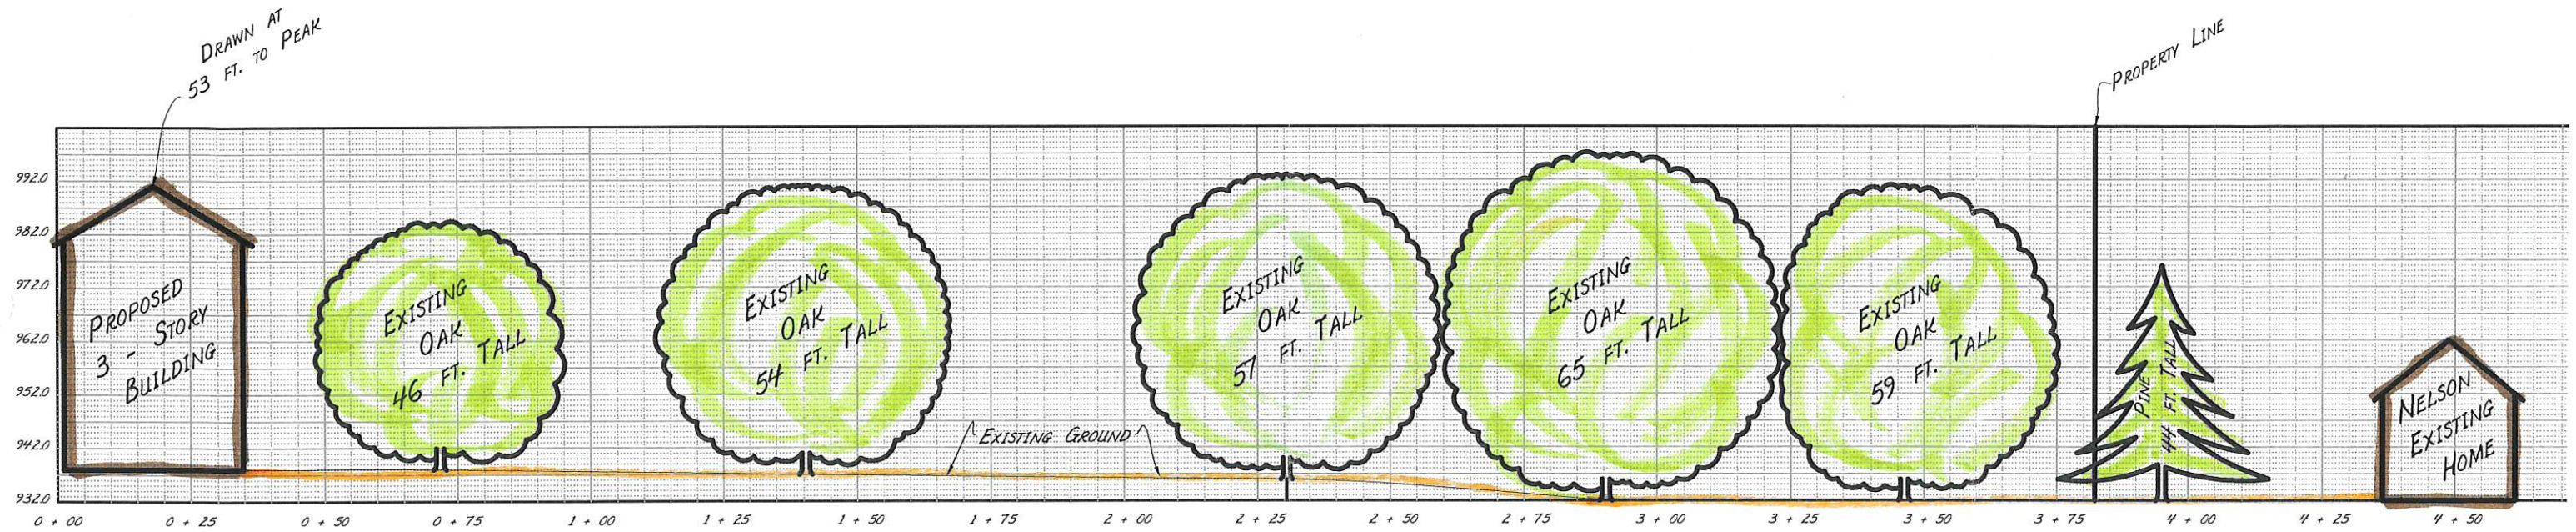 DRAWN AT
53 FT. TO PEAK
PROPERTY LINE
992.0
982.0
972.0
962.0
952.0
942.0
932.0
PROPOSED
3 - STORY
BUILDING
EXISTING
OAK
46 FT. TALL
EXISTING
OAK
54 FT. TALL
EXISTING GROUND
EXISTING
OAK
57 FT. TALL
EXISTING
OAK
65 FT. TALL
EXISTING
OAK
59 FT. TALL
PINE
44 FT. TALL
NELSON
EXISTING
HOME
0 + 00 0 + 25 0 + 50 0 + 75 1 + 00 1 + 25 1 + 50 1 + 75 2 + 00 2 + 25 2 + 50 2 + 75 3 + 00 3 + 25 3 + 50 3 + 75 4 + 00 4 + 25 4 + 50